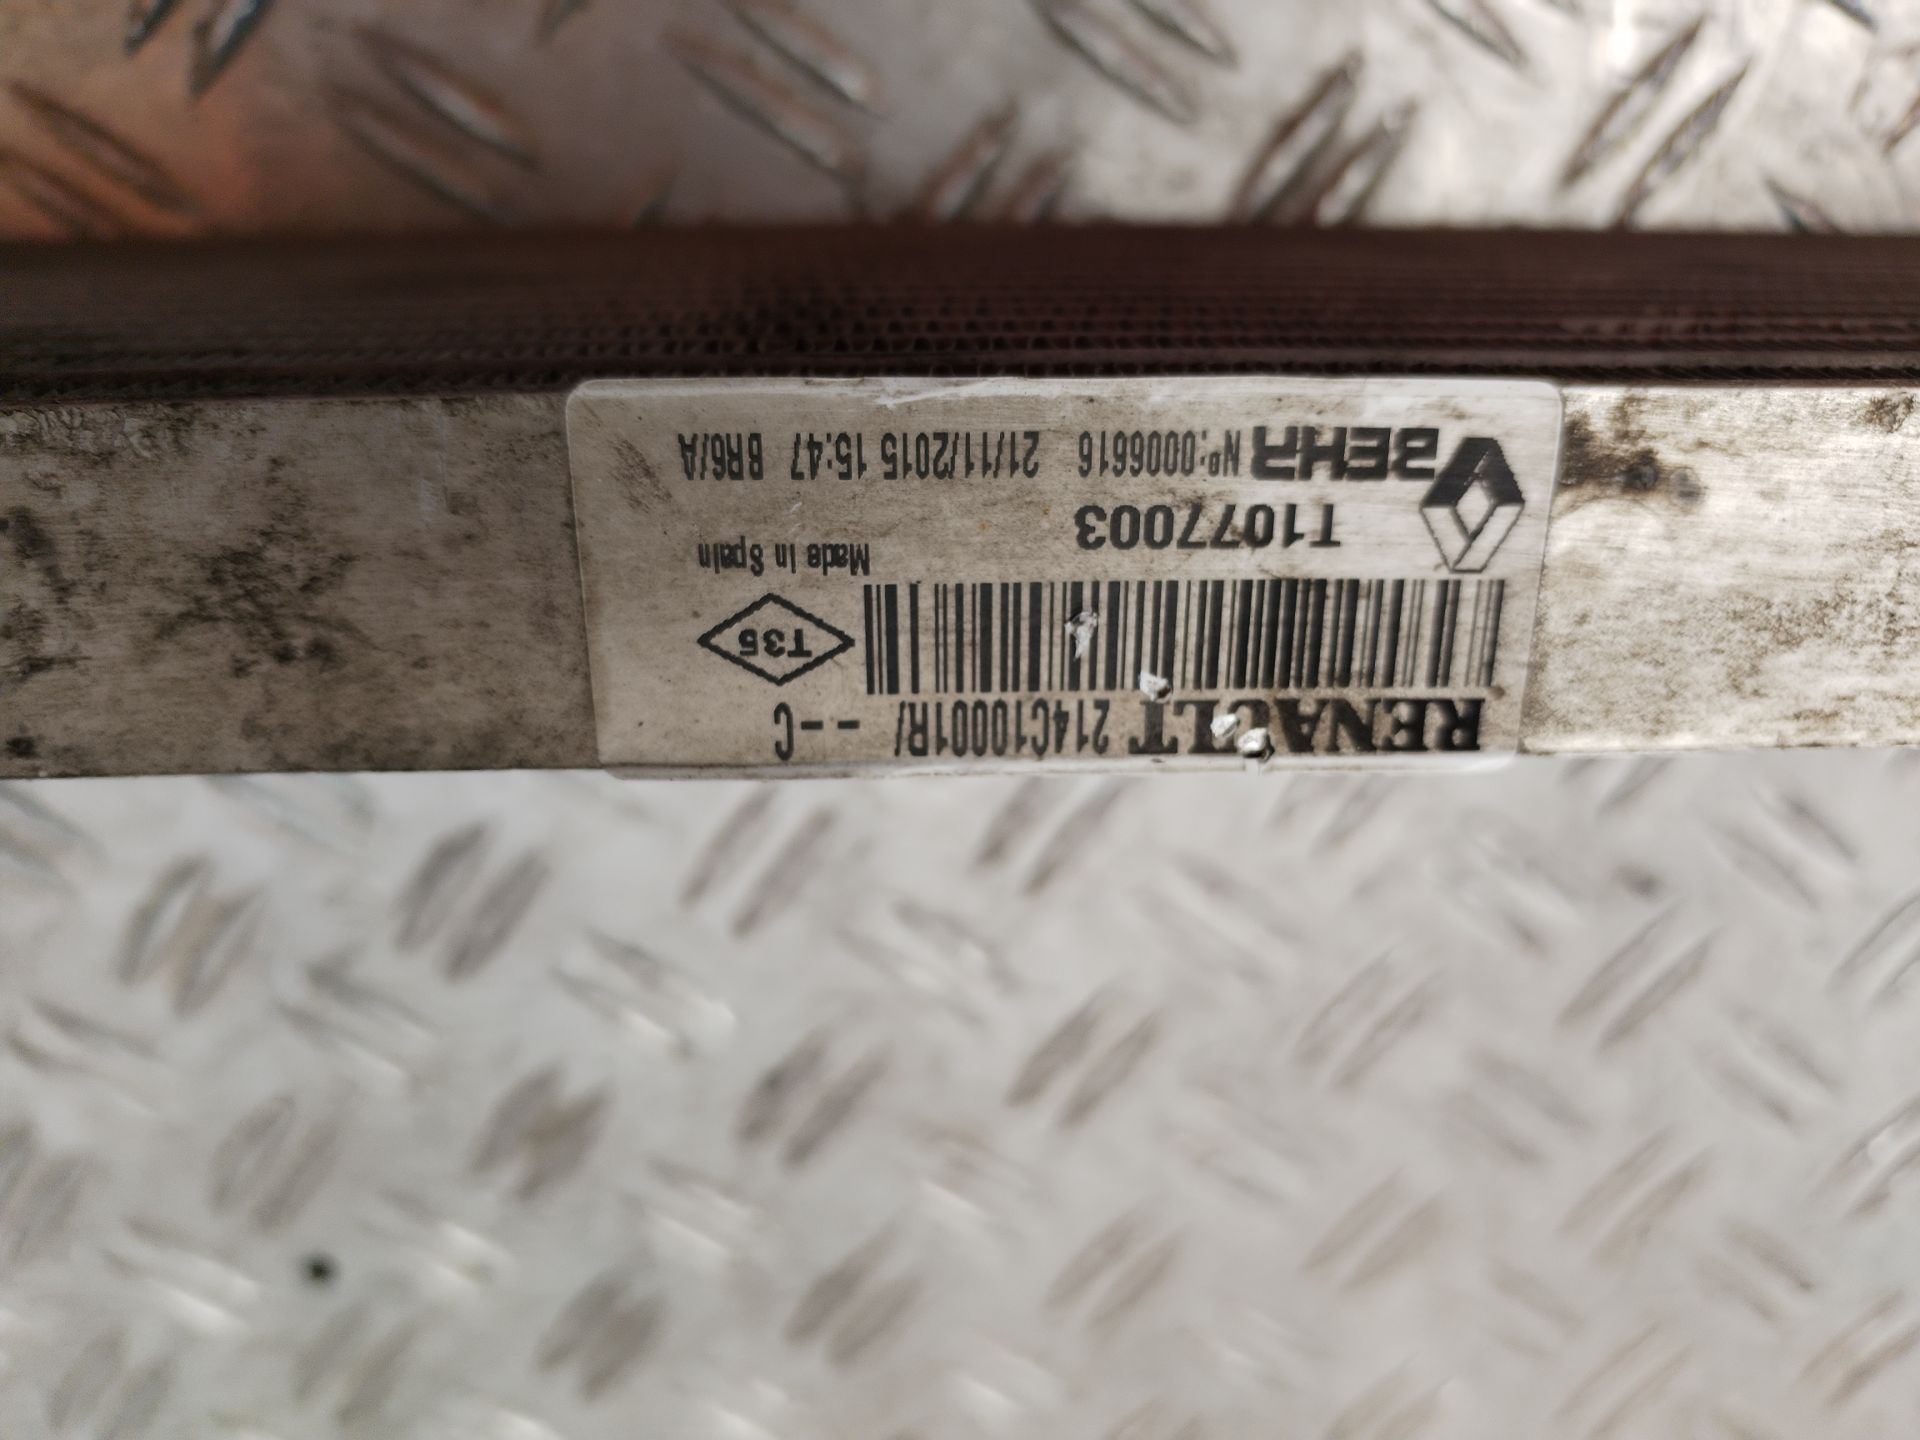 RENAULT 214C10001R/ --C
T35
Made in Spain
T1077003
BEHR Nº:0006616 21/11/2015 15:47 BR6/A